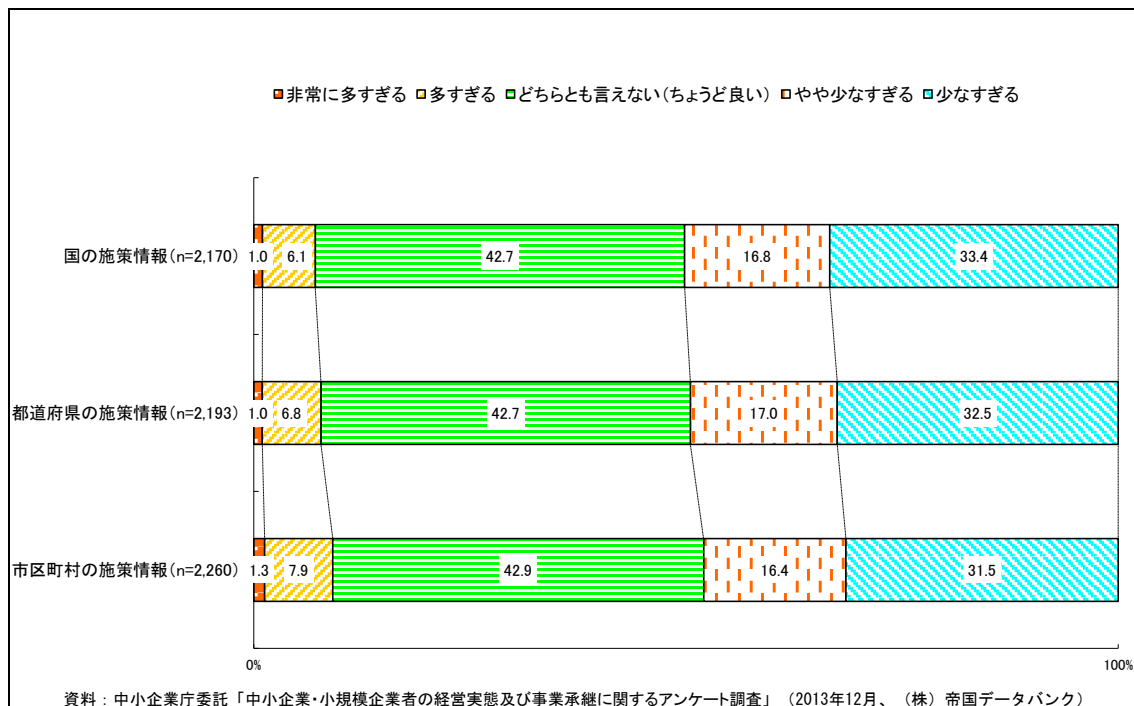 非常に多すぎる 多すぎる どちらとも言えない（ちょうど良い） やや少なすぎる 少なすぎる
国の施策情報（n=2,170） 1.0 6.1 42.7 16.8 33.4
都道府県の施策情報（n=2,193） 1.0 6.8 42.7 17.0 32.5
市区町村の施策情報（n=2,260） 1.3 7.9 42.9 16.4 31.5
0% 100%
資料：中小企業庁委託「中小企業・小規模企業者の経営実態及び事業承継に関するアンケート調査」（2013年12月、（株）帝国データバンク）